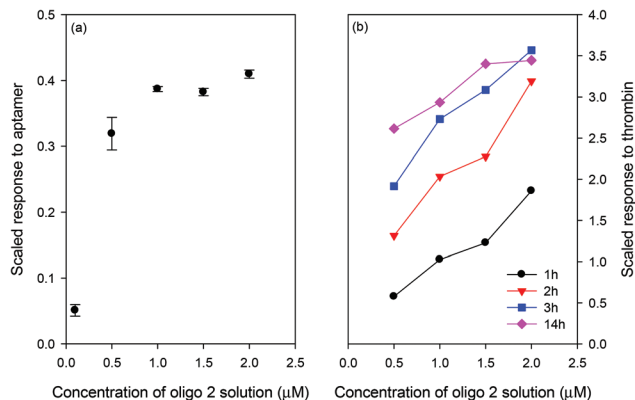 (a)
Scaled response to aptamer
0.5
0.4
0.3
0.2
0.1
0.0
0.0 0.5 1.0 1.5 2.0 2.5
Concentration of oligo 2 solution (μM)
(b)
Scaled response to thrombin
4.0
3.5
3.0
2.5
2.0
1.5
1.0
0.5
0.0
1h
2h
3h
14h
0.0 0.5 1.0 1.5 2.0 2.5
Concentration of oligo 2 solution (μM)